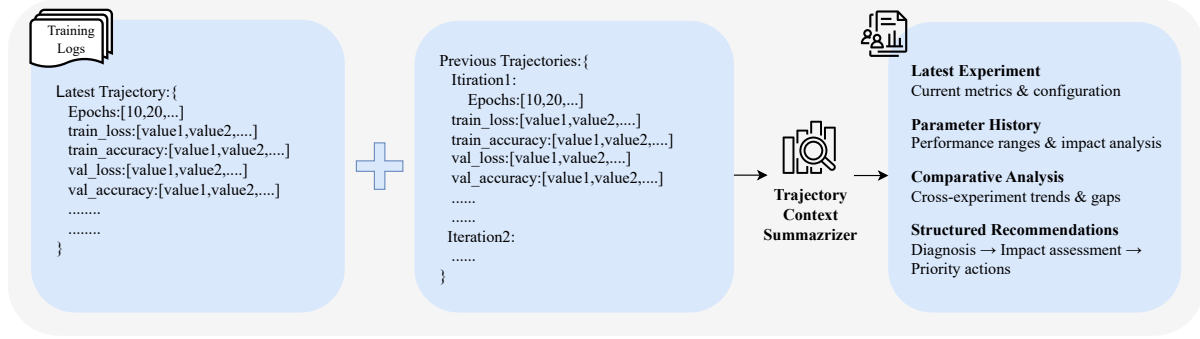 Training
Logs
Latest Trajectory:{
Epochs:[10,20,...]
train_loss:[value1,value2,....]
train_accuracy:[value1,value2,....]
val_loss:[value1,value2,....]
val_accuracy:[value1,value2,....]
........
........
}
Previous Trajectories:{
Itiration1:
Epochs:[10,20,...]
train_loss:[value1,value2,....]
train_accuracy:[value1,value2,....]
val_loss:[value1,value2,....]
val_accuracy:[value1,value2,....]
......
......
Iteration2:
......
}
Trajectory
Context
Summazrizer
Latest Experiment
Current metrics & configuration
Parameter History
Performance ranges & impact analysis
Comparative Analysis
Cross-experiment trends & gaps
Structured Recommendations
Diagnosis → Impact assessment →
Priority actions